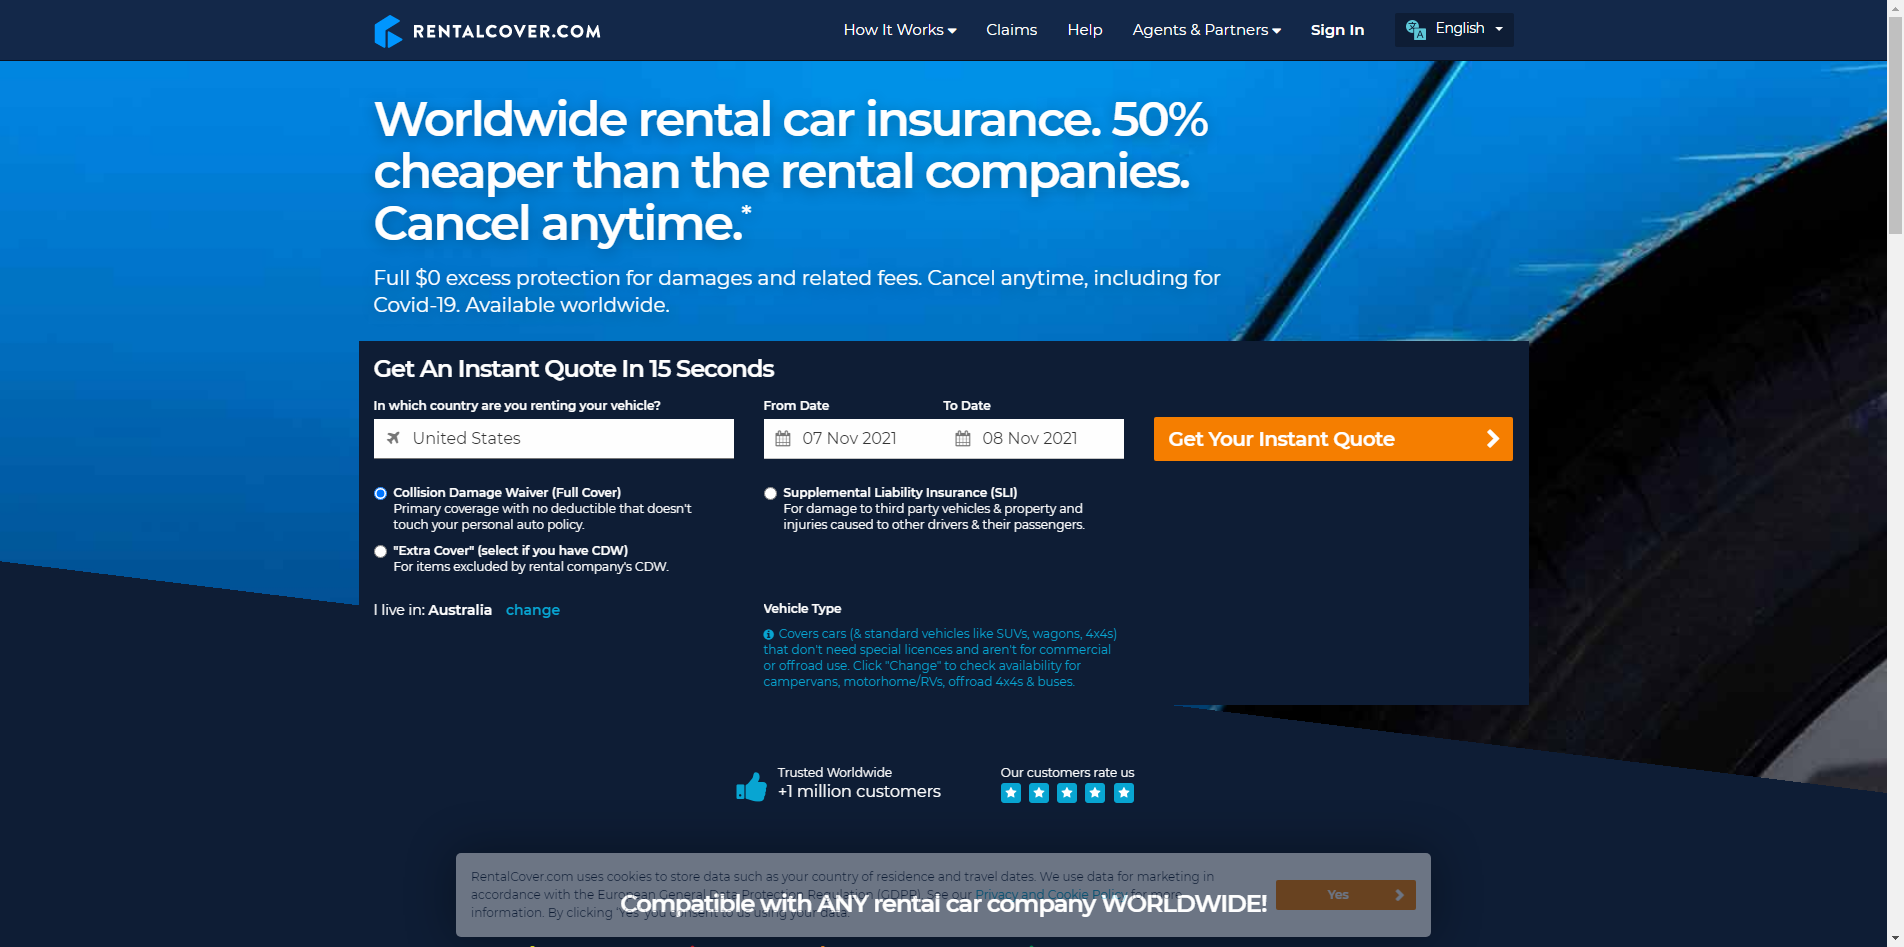 RENTALCOVER.COM
How It Works
Claims
Help
Agents & Partners
Sign In
English
Worldwide rental car insurance. 50%
cheaper than the rental companies.
Cancel anytime.*
Full $0 excess protection for damages and related fees. Cancel anytime, including for
Covid-19. Available worldwide.
Get An Instant Quote In 15 Seconds
In which country are you renting your vehicle?
United States
From Date
To Date
07 Nov 2021
08 Nov 2021
Get Your Instant Quote
Collision Damage Waiver (Full Cover)
Primary coverage with no deductible that doesn't
touch your personal auto policy.
Supplemental Liability Insurance (SLI)
For damage to third party vehicles & property and
injuries caused to other drivers & their passengers.
"Extra Cover" (select if you have CDW)
For items excluded by rental company's CDW.
I live in: Australia change
Vehicle Type
Covers cars (& standard vehicles like SUVs, wagons, 4x4s)
that don't need special licences and aren't for commercial
or offroad use. Click "Change" to check availability for
campervans, motorhome/RVs, offroad 4x4s & buses.
Trusted Worldwide
+1 million customers
Our customers rate us
RentalCover.com uses cookies to store data such as your country of residence and travel dates. We use data for marketing in
accordance with the European General Data Protection Regulation (GDPR). See our Privacy and Cookie Policy for more
information. By clicking "Yes" you consent to us using your data.
Yes
Compatible with ANY rental car company WORLDWIDE!